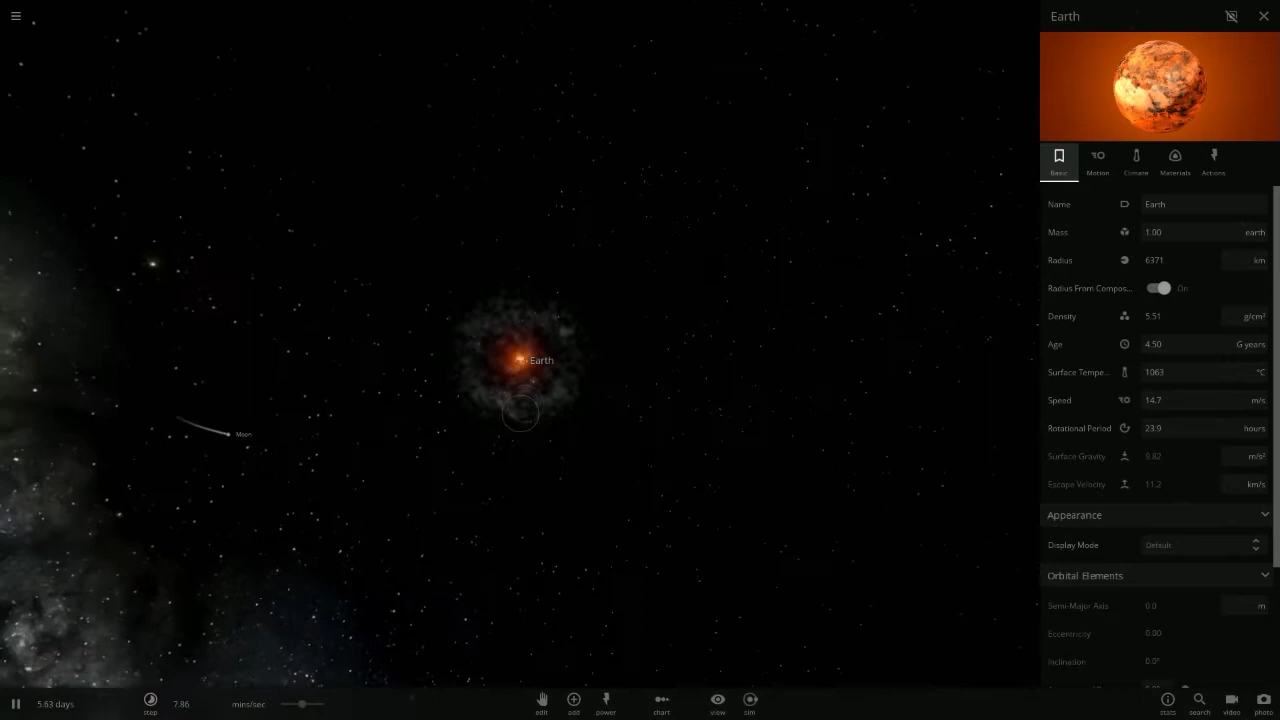 Earth
Basic Motion Climate Materials Actions
Name Earth
Mass 1.00 earth
Radius 6371 km
Radius From Compos... On
Density 5.51 g/cm³
Age 4.50 G years
Surface Tempe... 1063 °C
Speed 14.7 m/s
Rotational Period 23.9 hours
Surface Gravity 9.82 m/s²
Escape Velocity 11.2 km/s
Appearance
Display Mode Default
Orbital Elements
Semi-Major Axis 0.0 m
Eccentricity 0.00
Inclination 0.0°
Earth
Moon
5.63 days step 7.86 mins/sec edit add power chart view sim stats search video photo